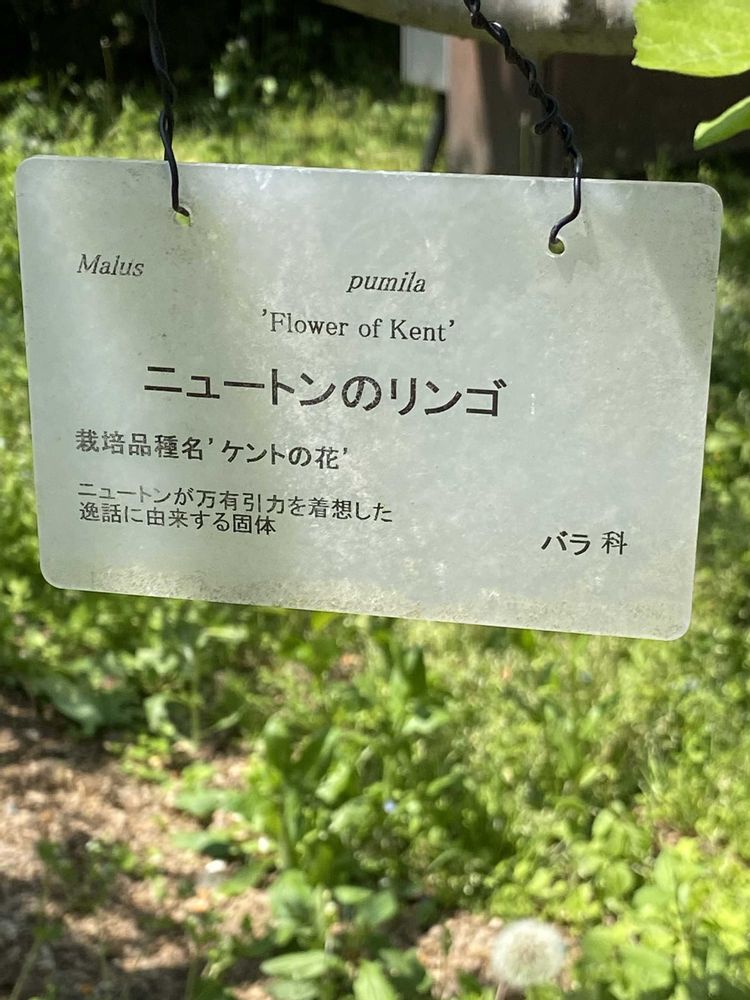 Malus pumila
'Flower of Kent'
ニュートンのリンゴ
栽培品種名'ケントの花'
ニュートンが万有引力を着想した
逸話に由来する固体
バラ科